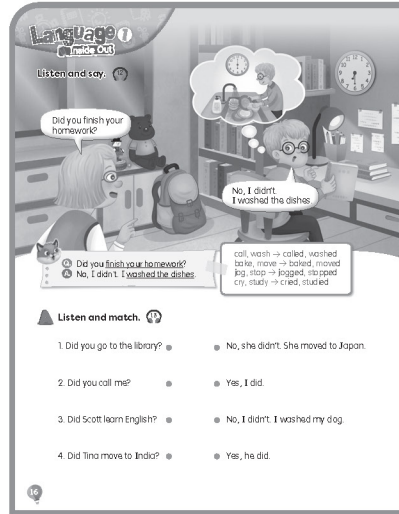 Language 1
Inside Out
Listen and say.
Did you finish your
homework?
No, I didn't.
I washed the dishes
Q. Did you finish your homework?
A. No, I didn't. I washed the dishes.
call, wash → called, washed
bake, move → baked, moved
jog, stop → jogged, stopped
cry, study → cried, studied
Listen and match.
1. Did you go to the library?
No, she didn't. She moved to Japan.
2. Did you call me?
Yes, I did.
3. Did Scott learn English?
No, I didn't. I washed my dog.
4. Did Tina move to India?
Yes, he did.
16